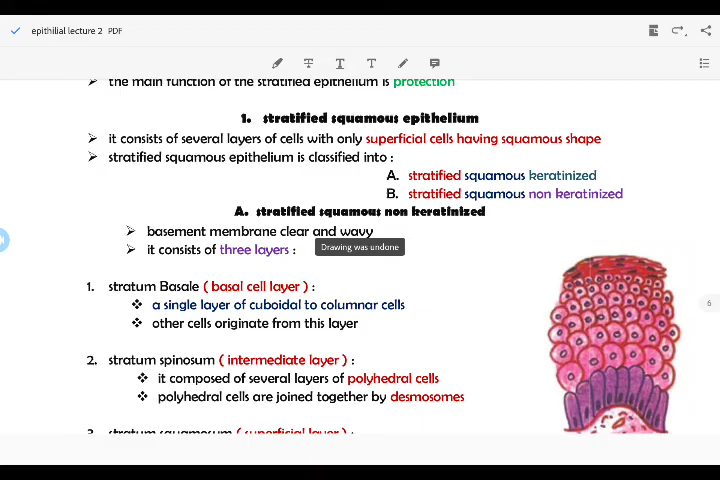 epithilial lecture 2 PDF
the main function of the stratified epithelium is protection
1. stratified squamous epithelium
➢ it consists of several layers of cells with only superficial cells having squamous shape
➢ stratified squamous epithelium is classified into :
A. stratified squamous keratinized
B. stratified squamous non keratinized
A. stratified squamous non keratinized
➢ basement membrane clear and wavy
Drawing was undone
➢ it consists of three layers :
1. stratum Basale ( basal cell layer ) :
❖ a single layer of cuboidal to columnar cells
❖ other cells originate from this layer
6
2. stratum spinosum ( intermediate layer ) :
❖ it composed of several layers of polyhedral cells
❖ polyhedral cells are joined together by desmosomes
3. stratum squamosum ( superficial layer ) :